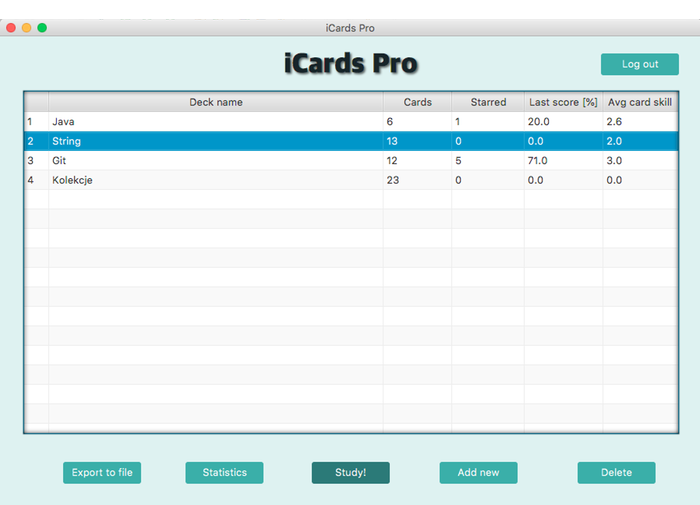 iCards Pro
iCards Pro
Log out
Deck name Cards Starred Last score [%] Avg card skill
1 Java 6 1 20.0 2.6
2 String 13 0 0.0 2.0
3 Git 12 5 71.0 3.0
4 Kolekcje 23 0 0.0 0.0
Export to file Statistics Study! Add new Delete